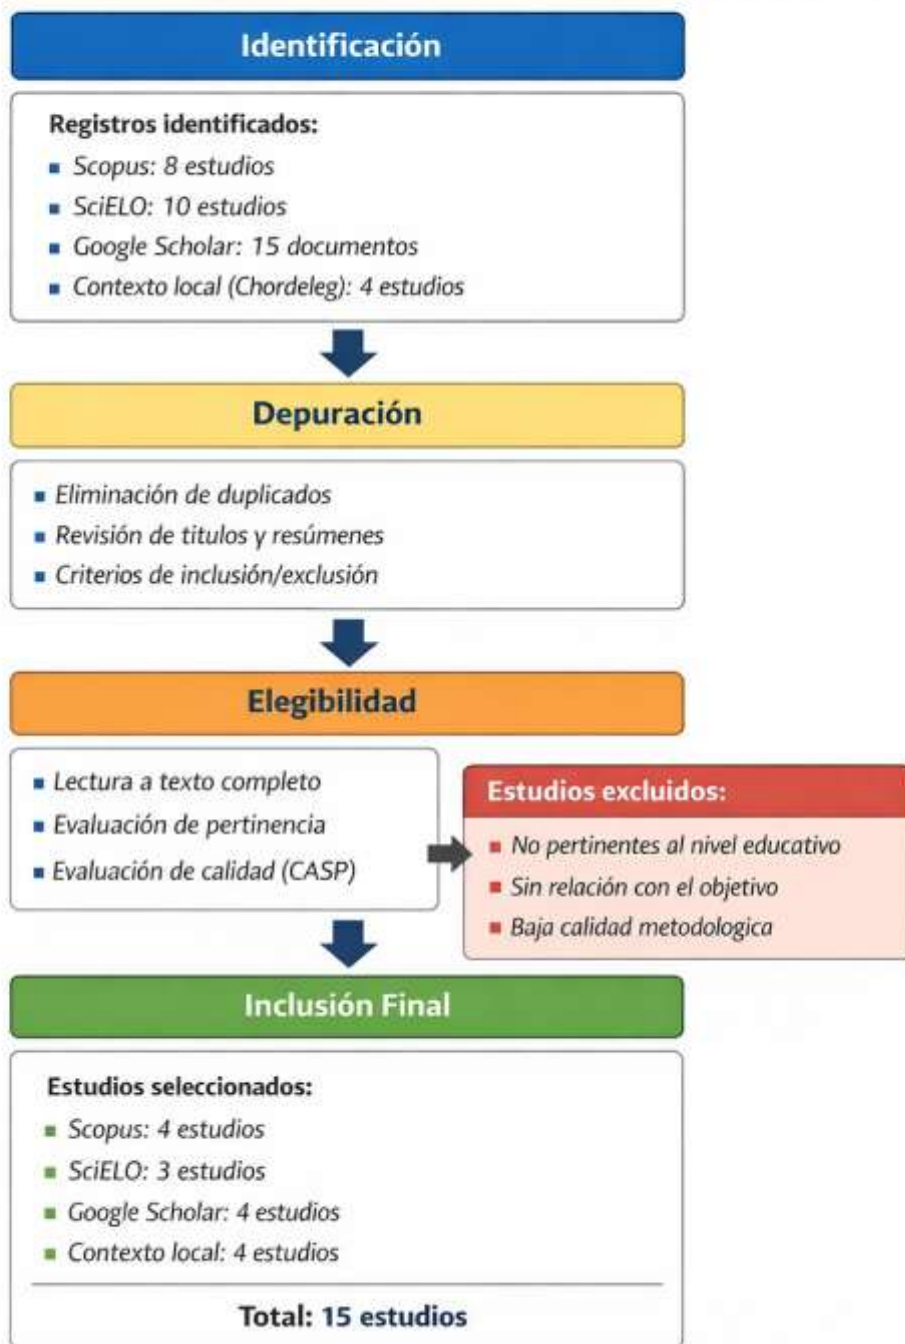 Identificación
Registros identificados:
Scopus: 8 estudios
SciELO: 10 estudios
Google Scholar: 15 documentos
Contexto local (Chordeleg): 4 estudios
Depuración
Eliminación de duplicados
Revisión de titulos y resúmenes
Criterios de inclusión/exclusión
Elegibilidad
Lectura a texto completo
Evaluación de pertinencia
Evaluación de calidad (CASP)
Estudios excluidos:
No pertinentes al nivel educativo
Sin relación con el objetivo
Baja calidad metodologica
Inclusión Final
Estudios seleccionados:
Scopus: 4 estudios
SciELO: 3 estudios
Google Scholar: 4 estudios
Contexto local: 4 estudios
Total: 15 estudios